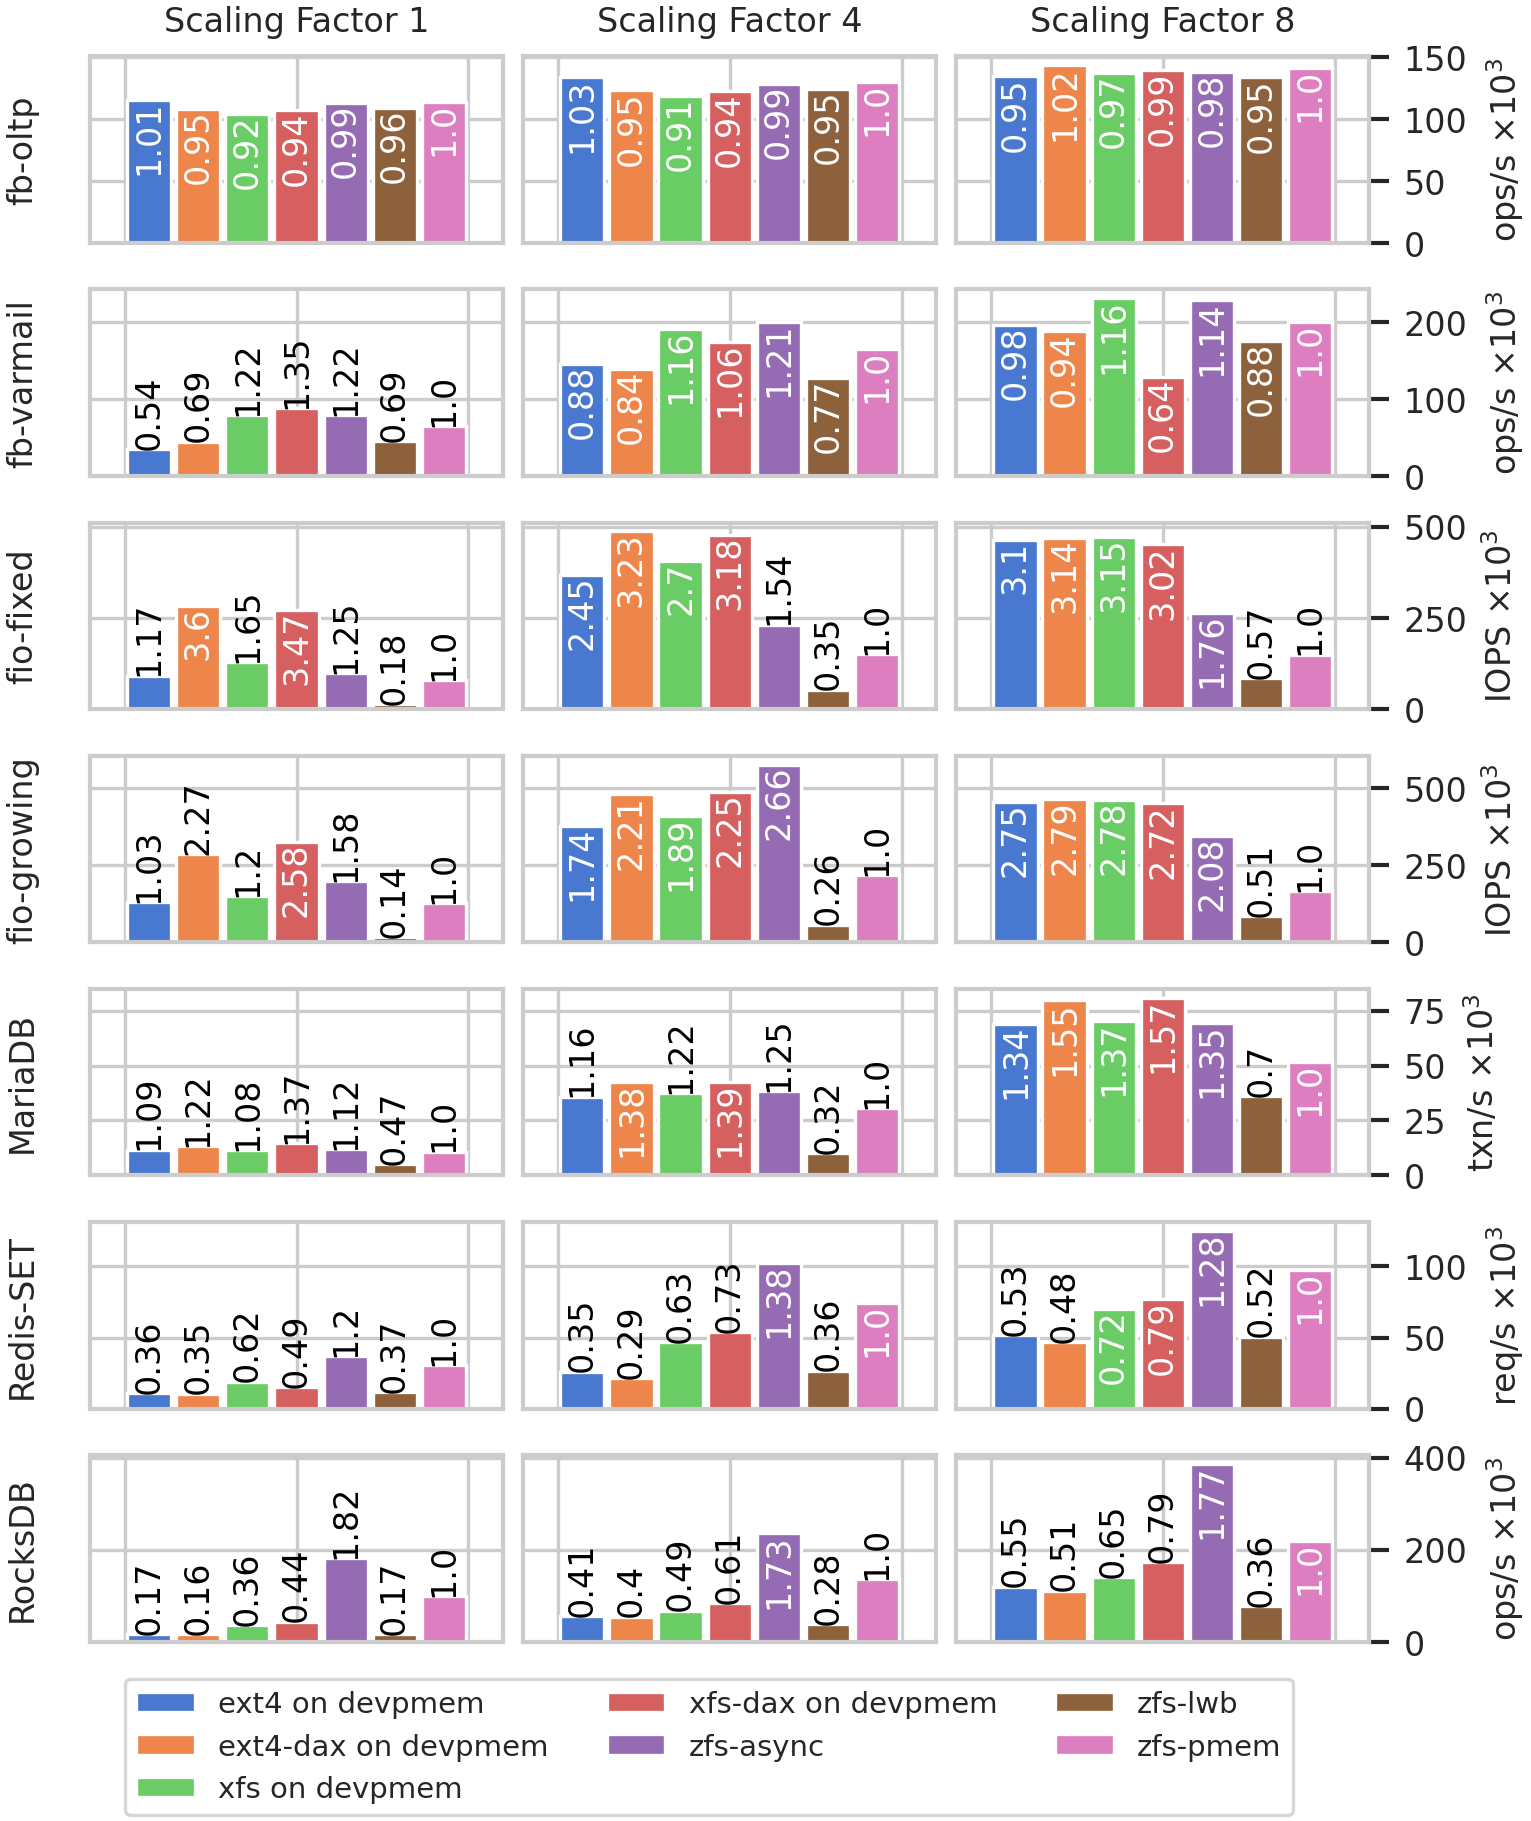 Scaling Factor 1 Scaling Factor 4 Scaling Factor 8
fb-oltp
1.01 0.95 0.92 0.94 0.99 0.96 1.0
1.03 0.95 0.91 0.94 0.99 0.95 1.0
0.95 1.02 0.97 0.99 0.98 0.95 1.0
150
100
50
0
ops/s ×10³
fb-varmail
0.54 0.69 1.22 1.35 1.22 0.69 1.0
0.88 0.84 1.16 1.06 1.21 0.77 1.0
0.98 0.94 1.16 0.64 1.14 0.88 1.0
200
100
0
ops/s ×10³
fio-fixed
1.17 3.6 1.65 3.47 1.25 0.18 1.0
2.45 3.23 2.7 3.18 1.54 0.35 1.0
3.1 3.14 3.15 3.02 1.76 0.57 1.0
500
250
0
IOPS ×10³
fio-growing
1.03 2.27 1.2 2.58 1.58 0.14 1.0
1.74 2.21 1.89 2.25 2.66 0.26 1.0
2.75 2.79 2.78 2.72 2.08 0.51 1.0
500
250
0
IOPS ×10³
MariaDB
1.09 1.22 1.08 1.37 1.12 0.47 1.0
1.16 1.38 1.22 1.39 1.25 0.32 1.0
1.34 1.55 1.37 1.57 1.35 0.7 1.0
75
50
25
0
txn/s ×10³
Redis-SET
0.36 0.35 0.62 0.49 1.2 0.37 1.0
0.35 0.29 0.63 0.73 1.38 0.36 1.0
0.53 0.48 0.72 0.79 1.28 0.52 1.0
100
50
0
req/s ×10³
RocksDB
0.17 0.16 0.36 0.44 1.82 0.17 1.0
0.41 0.4 0.49 0.61 1.73 0.28 1.0
0.55 0.51 0.65 0.79 1.77 0.36 1.0
400
200
0
ops/s ×10³
ext4 on devpmem
ext4-dax on devpmem
xfs on devpmem
xfs-dax on devpmem
zfs-async
zfs-lwb
zfs-pmem